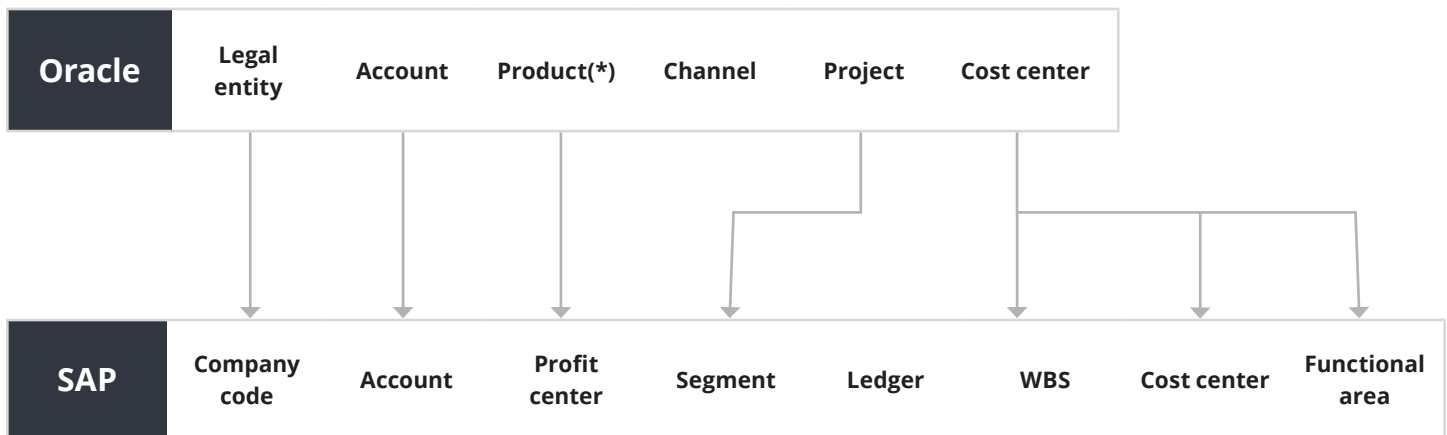 Oracle
Legal
entity
Account
Product(*)
Channel
Project
Cost center
SAP
Company
code
Account
Profit
center
Segment
Ledger
WBS
Cost center
Functional
area